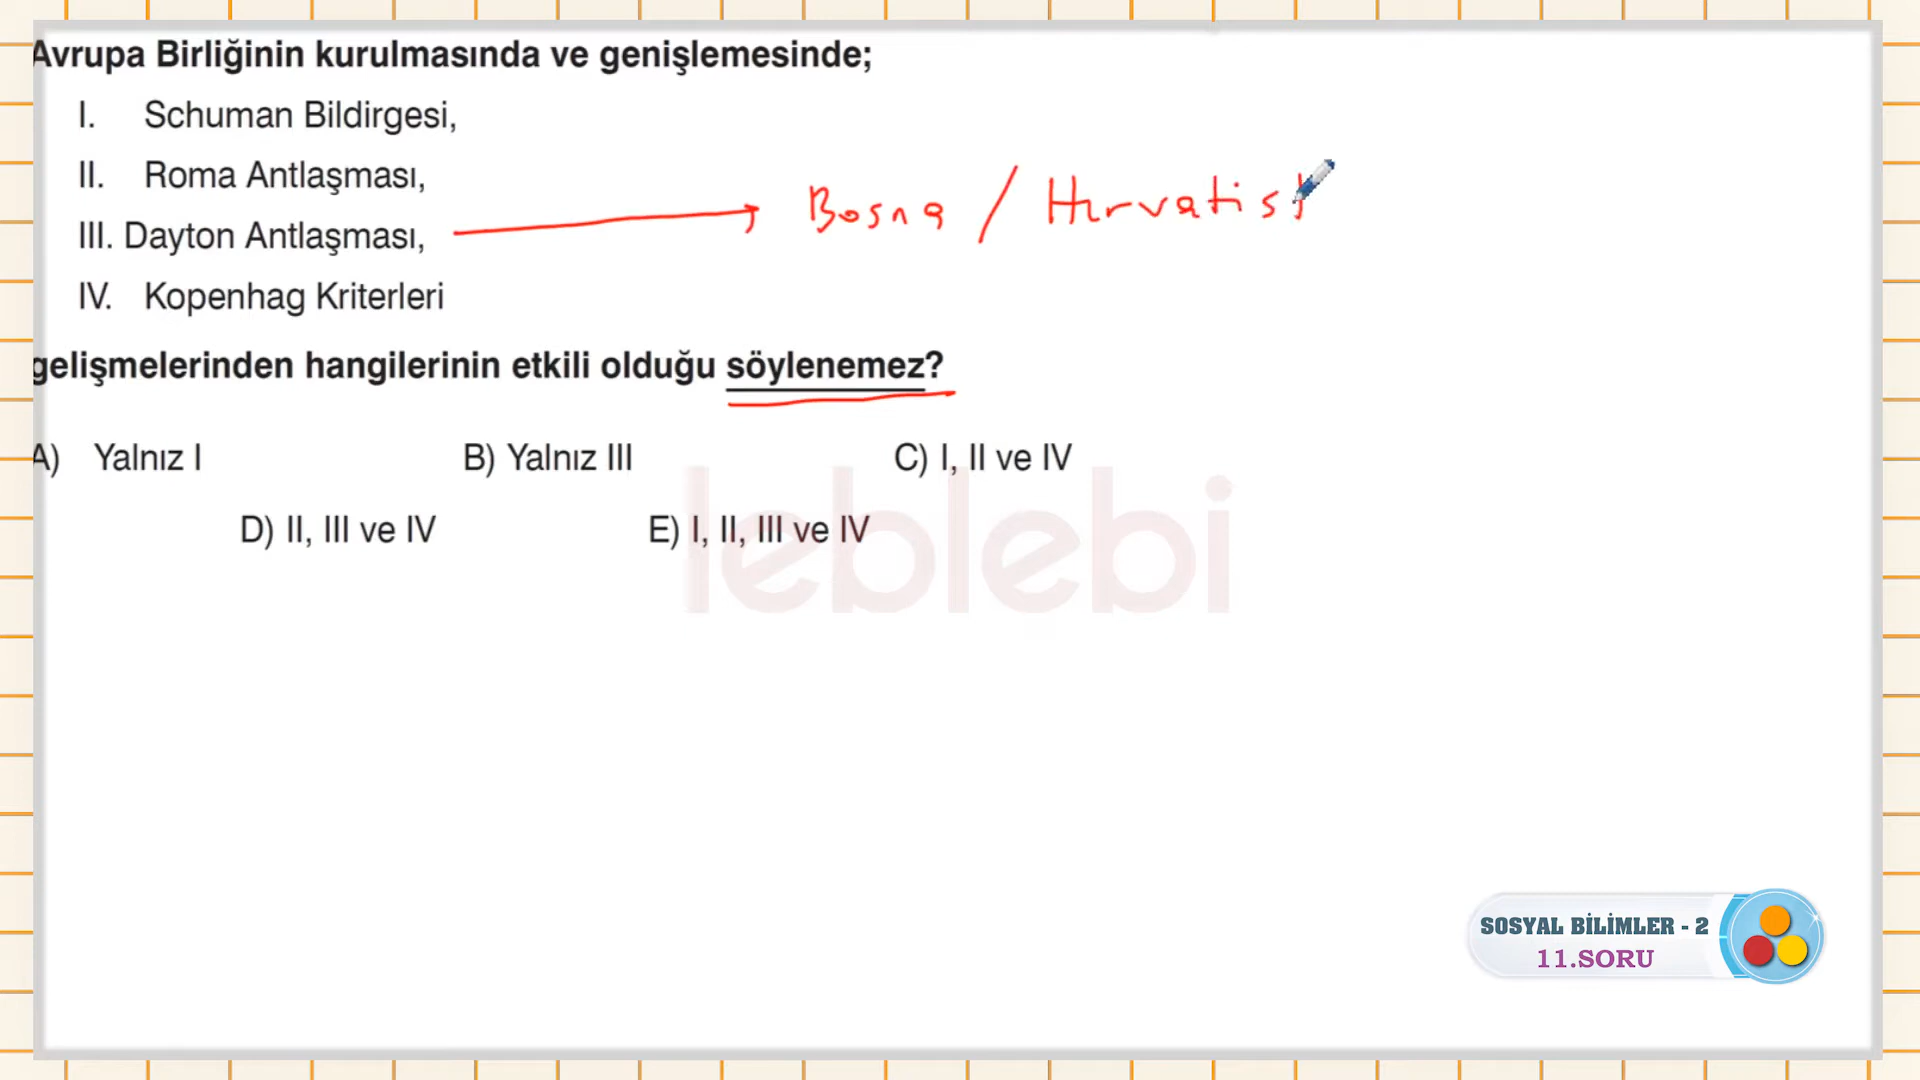 Avrupa Birliğinin kurulmasında ve genişlemesinde;
I. Schuman Bildirgesi,
II. Roma Antlaşması,
III. Dayton Antlaşması,
Bosna / Hırvatist
IV. Kopenhag Kriterleri
gelişmelerinden hangilerinin etkili olduğu söylenemez?
A) Yalnız I B) Yalnız III C) I, II ve IV
D) II, III ve IV E) I, II, III ve IV
leblebi
SOSYAL BİLİMLER - 2
11.SORU